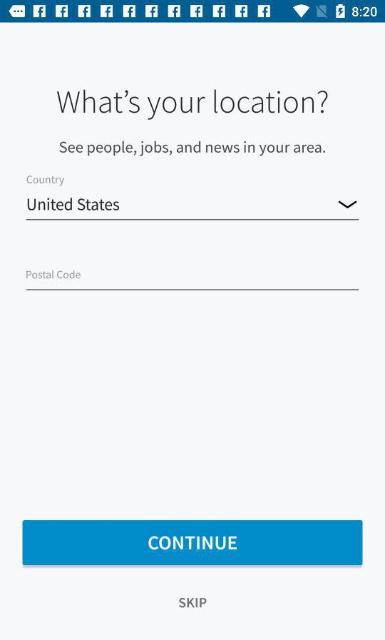 8:20
What's your location?
See people, jobs, and news in your area.
Country
United States
Postal Code
CONTINUE
SKIP